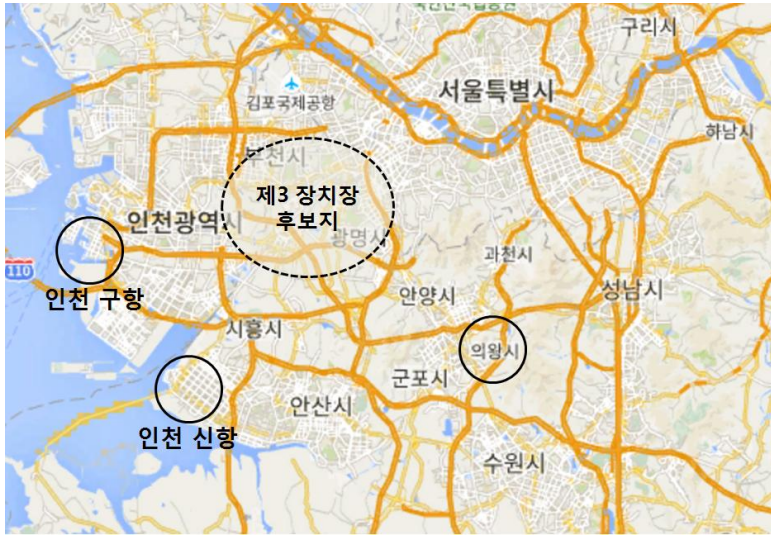 구리시
서울특별시
김포국제공항
하남시
부천시
제3 장치장
후보지
인천광역시
광명시
과천시
110
인천 구항
안양시
성남시
시흥시
의왕시
군포시
안산시
인천 신항
수원시